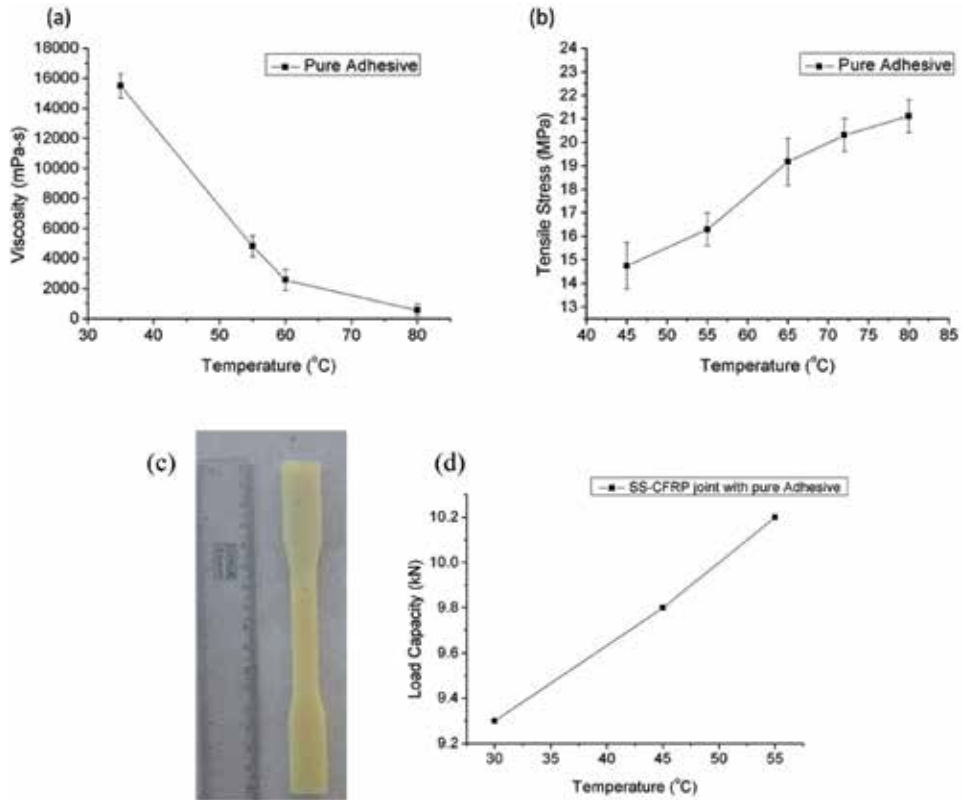 (a)
Pure Adhesive
18000
16000
14000
12000
10000
8000
6000
4000
2000
0
Viscosity (mPa-s)
30 40 50 60 70 80
Temperature (°C)
(b)
Pure Adhesive
24
23
22
21
20
19
18
17
16
15
14
13
Tensile Stress (MPa)
40 45 50 55 60 65 70 75 80 85
Temperature (°C)
(c)
(d)
SS-CFRP joint with pure Adhesive
10.2
10.0
9.8
9.6
9.4
9.2
Load Capacity (kN)
30 35 40 45 50 55
Temperature (°C)